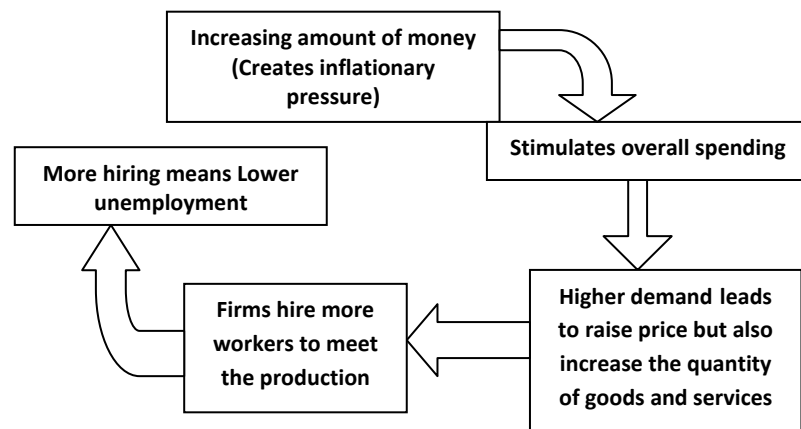 Increasing amount of money
(Creates inflationary
pressure)
Stimulates overall spending
Higher demand leads
to raise price but also
increase the quantity
of goods and services
Firms hire more
workers to meet
the production
More hiring means Lower
unemployment